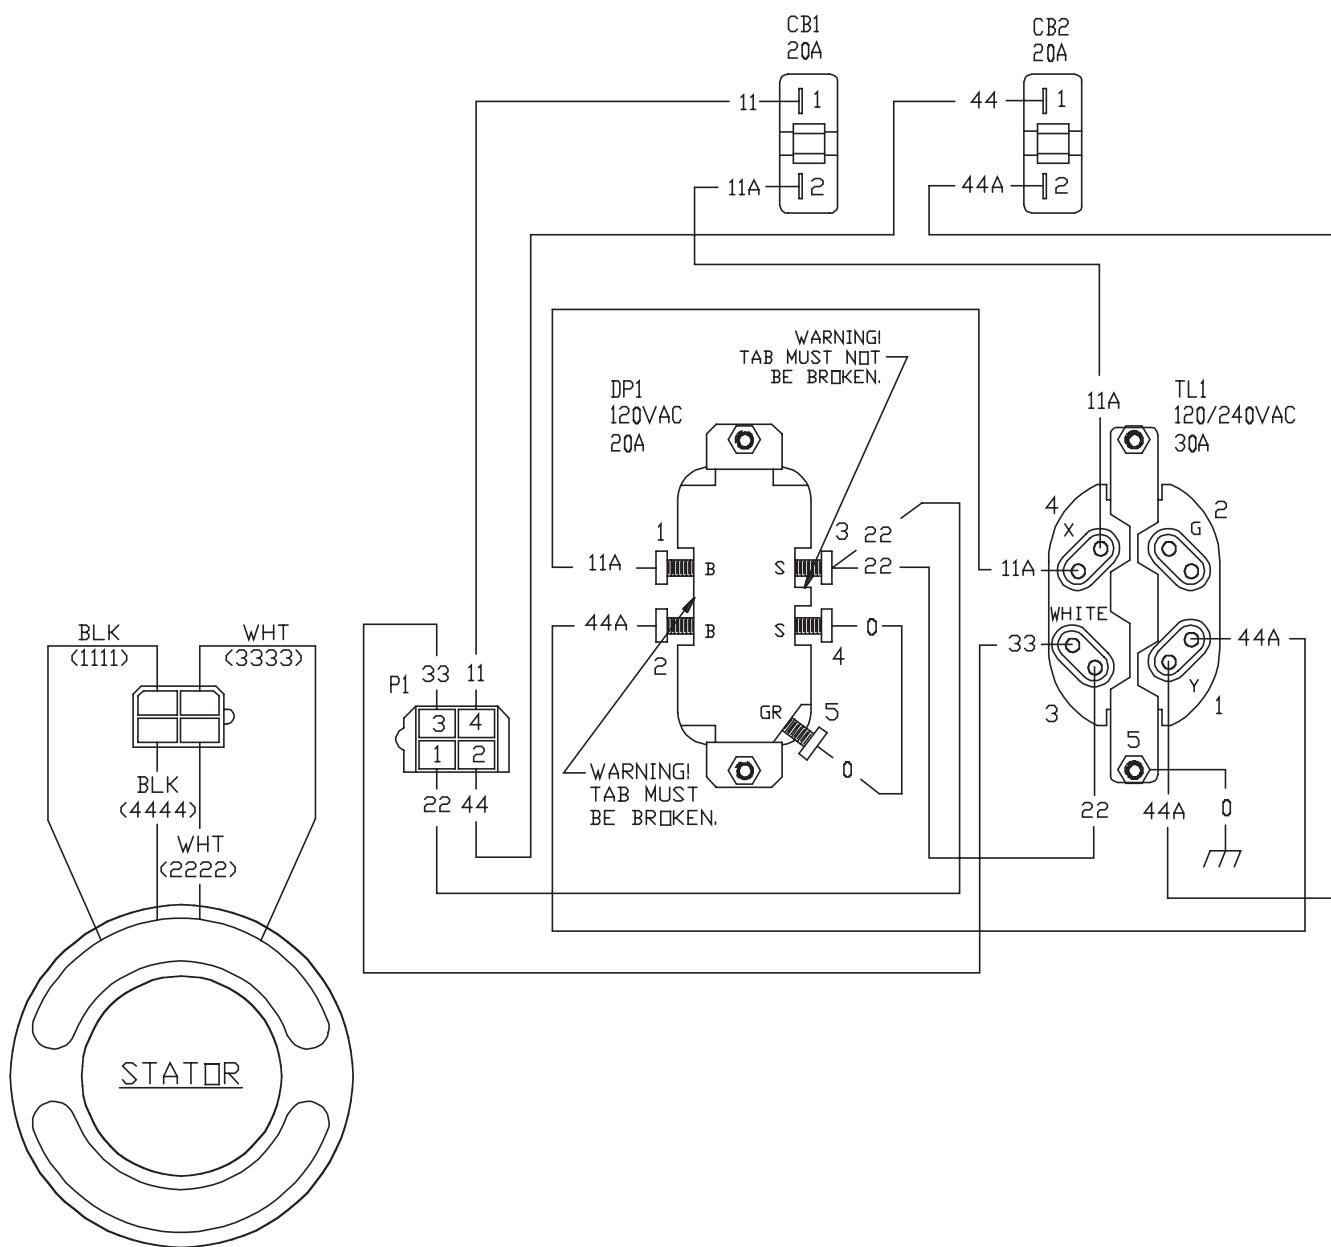 CB1
20A
CB2
20A
11
1
44
1
11A
2
44A
2
WARNING!
TAB MUST NOT
BE BROKEN.
DP1
120VAC
20A
11A
TL1
120/240VAC
30A
1
3
22
4
X
2
G
11A
B
S
22
11A
44A
B
S
0
WHITE
33
44A
2
4
BLK
(1111)
WHT
(3333)
33
11
P1
3
4
1
2
GR
5
3
Y
1
5
0
WARNING!
TAB MUST
BE BROKEN.
BLK
(4444)
22
44
22
44A
0
WHT
(2222)
STATOR